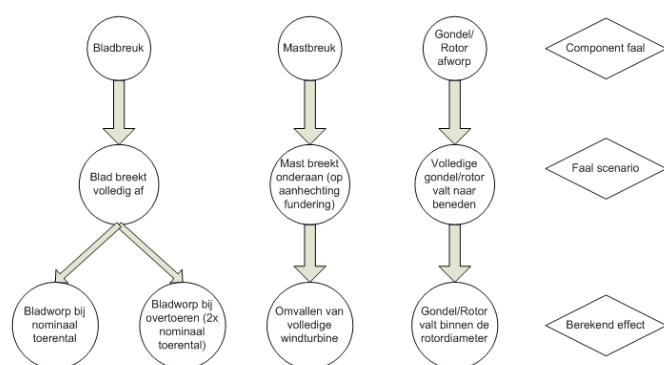 Bladbreuk
Mastbreuk
Gondel/
Rotor
afworp
Component faal
Blad breekt
volledig af
Mast breekt
onderaan (op
aanhechting
fundering)
Volledige
gondel/rotor
valt naar
beneden
Faal scenario
Bladworp bij
nominaal
toerental
Bladworp bij
overtoeren (2x
nominaal
toerental)
Omvallen van
volledige
windturbine
Gondel/Rotor
valt binnen de
rotordiameter
Berekend effect